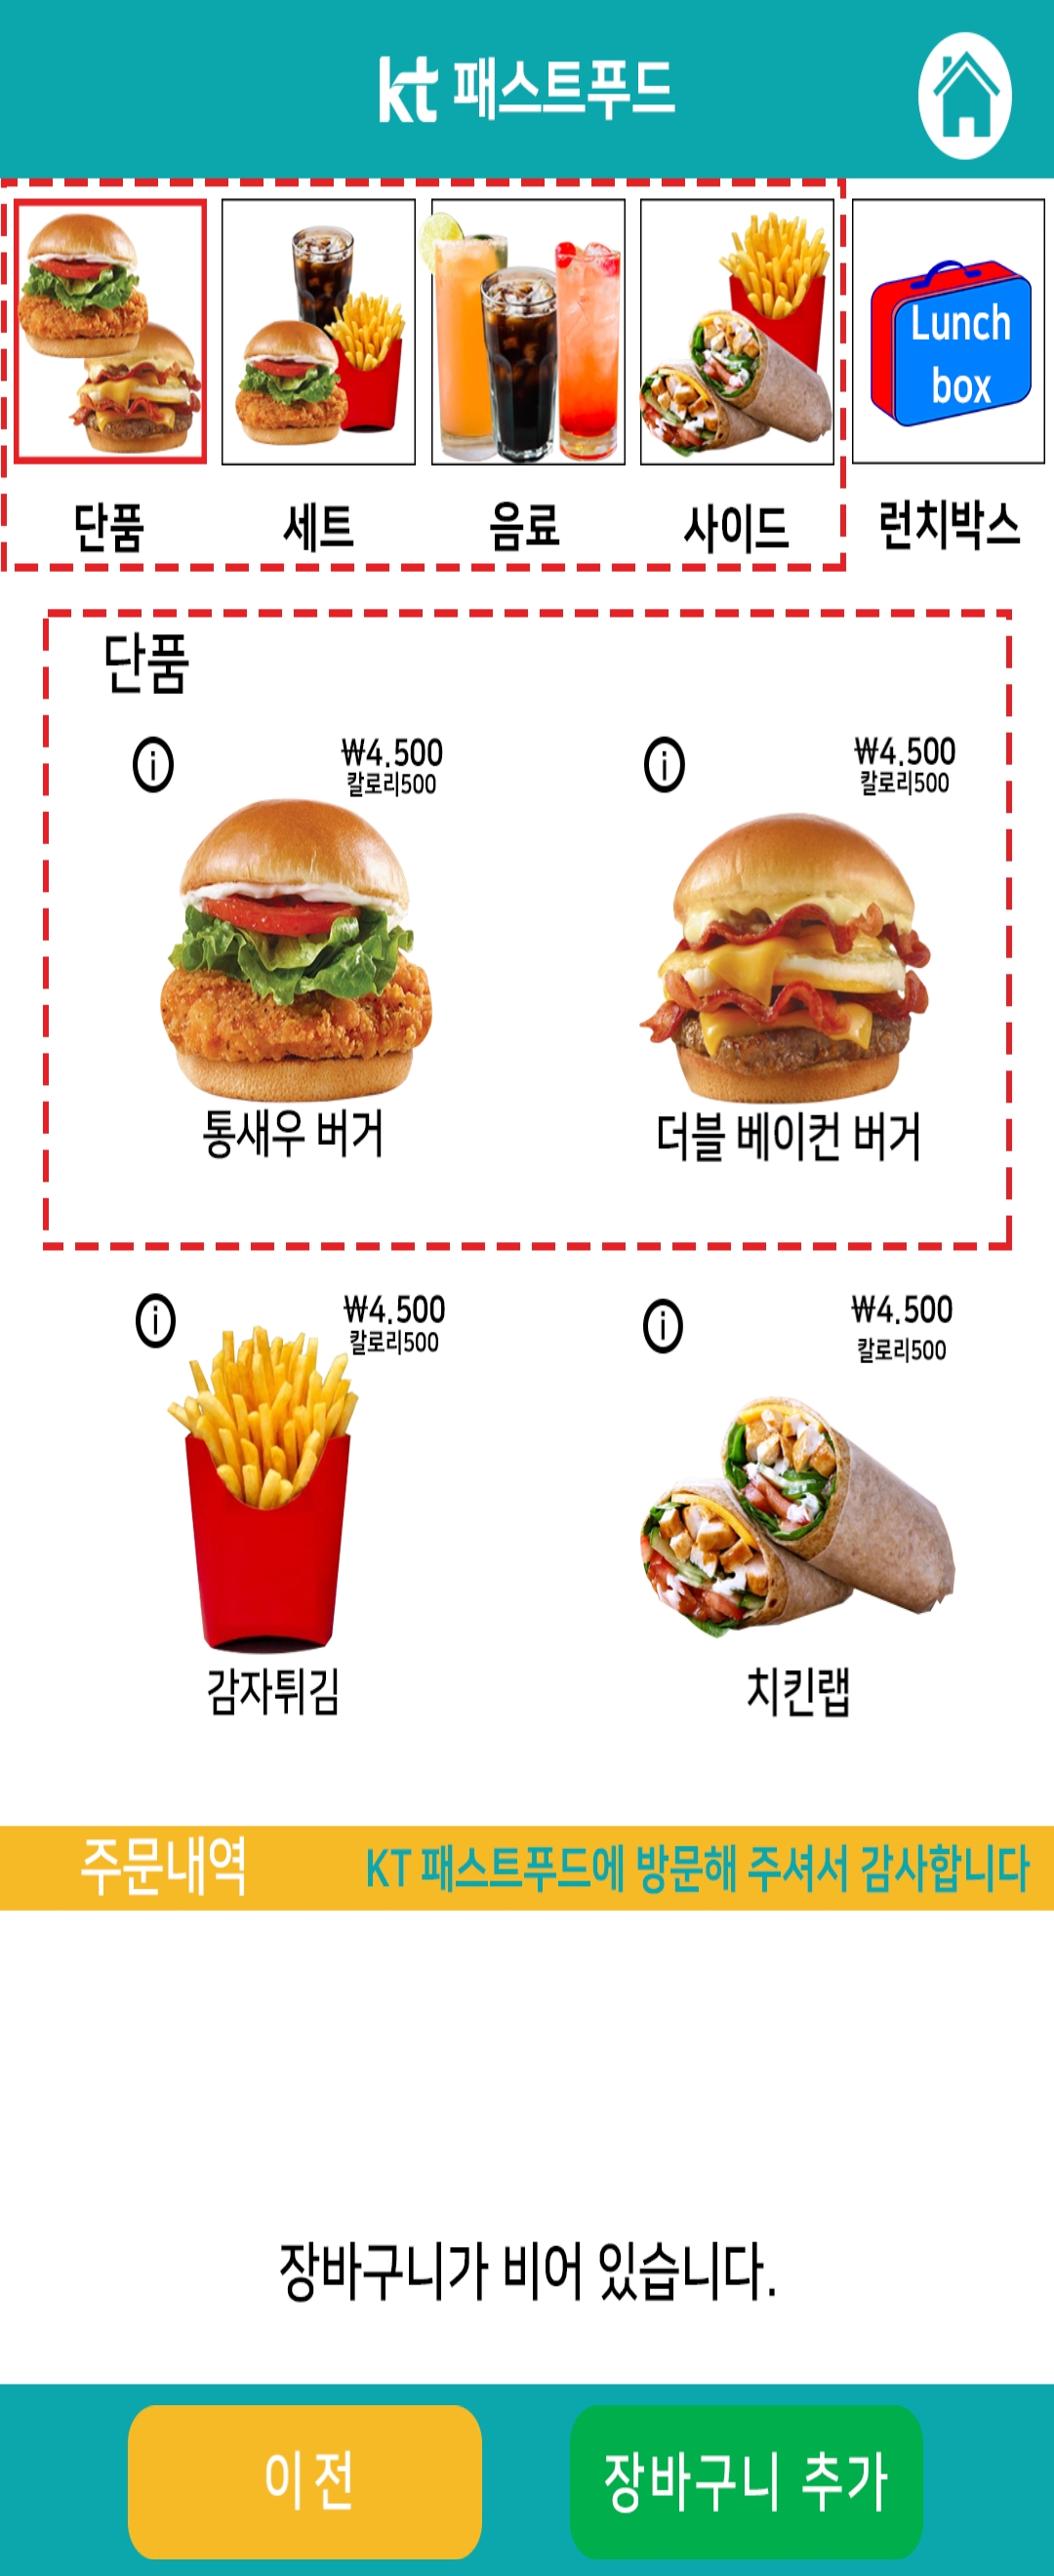 kt 패스트푸드
Lunch
box
단품 세트 음료 사이드 런치박스
단품
ⓘ ₩4.500 ⓘ ₩4.500
칼로리500 칼로리500
통새우 버거 더블 베이컨 버거
ⓘ ₩4.500 ⓘ ₩4.500
칼로리500 칼로리500
감자튀김 치킨랩
주문내역 KT 패스트푸드에 방문해 주셔서 감사합니다
장바구니가 비어 있습니다.
이전 장바구니 추가